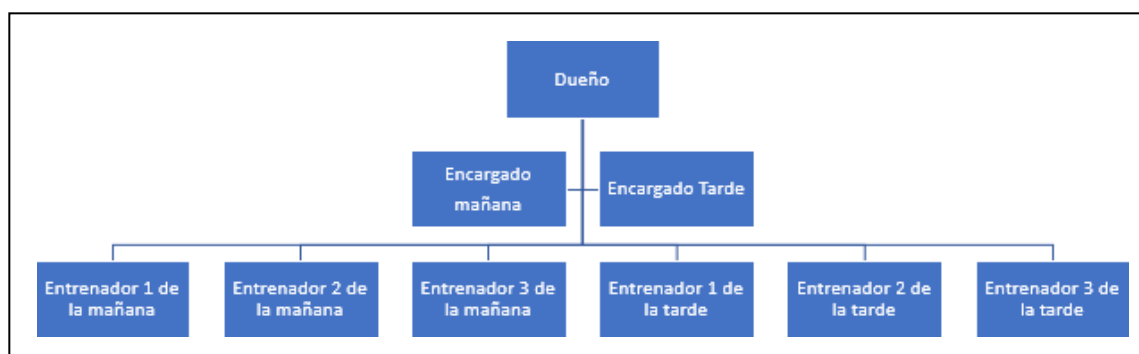 Dueño
Encargado
mañana
Encargado Tarde
Entrenador 1 de
la mañana
Entrenador 2 de
la mañana
Entrenador 3 de
la mañana
Entrenador 1 de
la tarde
Entrenador 2 de
la tarde
Entrenador 3 de
la tarde